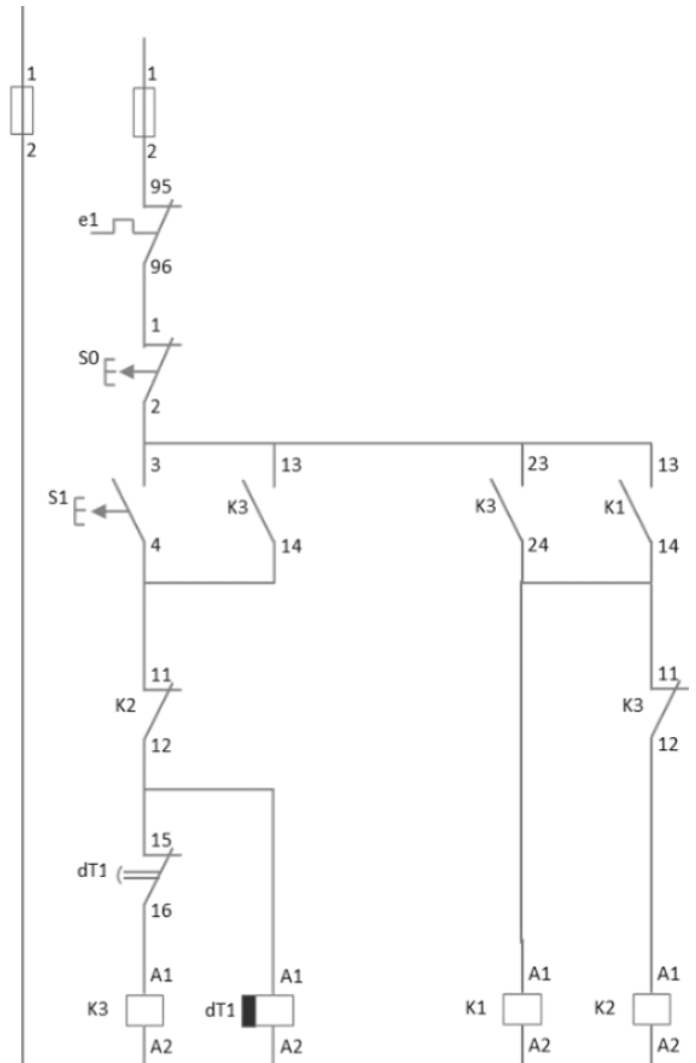 1 1
2 2
95
e1
96
1
S0
2
3 13 23 13
S1 K3 K3 K1
4 14 24 14
11 11
K2 K3
12 12
15
dT1
16
A1 A1 A1 A1
K3 dT1 K1 K2
A2 A2 A2 A2